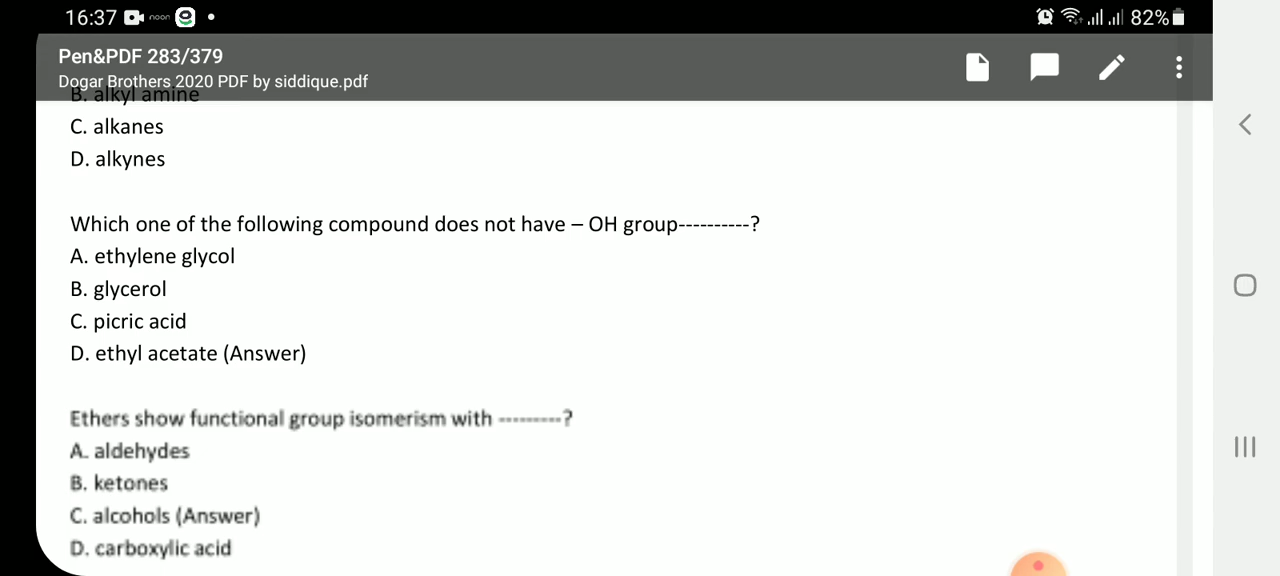 16:37 noon 82%
Pen&PDF 283/379
Dogar Brothers 2020 PDF by siddique.pdf
B. alkyl amine
C. alkanes
D. alkynes
Which one of the following compound does not have – OH group----------?
A. ethylene glycol
B. glycerol
C. picric acid
D. ethyl acetate (Answer)
Ethers show functional group isomerism with ---------?
A. aldehydes
B. ketones
C. alcohols (Answer)
D. carboxylic acid